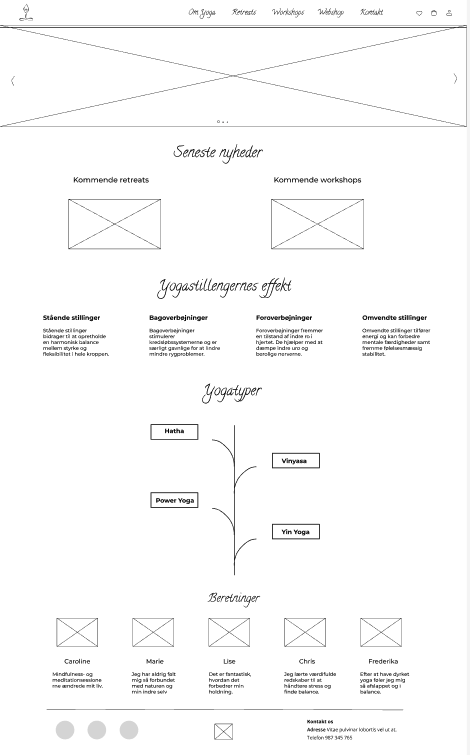 Om Yoga Retreats Workshops Webshop Kontakt
Seneste nyheder
Kommende retreats
Kommende workshops
Yogastillingernes effekt
Stående stillinger
Stående stillinger
bidrager til at opretholde
en harmonisk balance
mellem styrke og
fleksibilitet i hele kroppen.
Bagoverbejninger
Bagoverbejninger
stimulerer
kredsløbssystemerne og er
særligt gavnlige for at lindre
mindre rygproblemer.
Foroverbejninger
Foroverbejninger fremmer
en tilstand af indre ro i
hjertet. De hjælper med at
dæmpe indre uro og
berolige nerverne.
Omvendte stillinger
Omvendte stillinger tilfører
energi og kan forbedre
mentale færdigheder samt
fremme følelsesmæssig
stabilitet.
Yogatyper
Hatha
Vinyasa
Power Yoga
Yin Yoga
Beretninger
Caroline
Mindfulness- og
meditationsessione
rne ændrede mit liv.
Marie
Jeg har aldrig følt
mig så forbundet
med naturen og
min indre selv
Lise
Det er fantastisk,
hvordan det
forbedrer min
holdning.
Chris
Jeg lærte værdifulde
redskaber til at
håndtere stress og
finde balance.
Frederika
Efter at have dyrket
yoga føler jeg mig
så afslappet og i
balance.
Kontakt os
Adresse Vitae pulvinar lobortis vel ut at.
Telefon 987 345 765